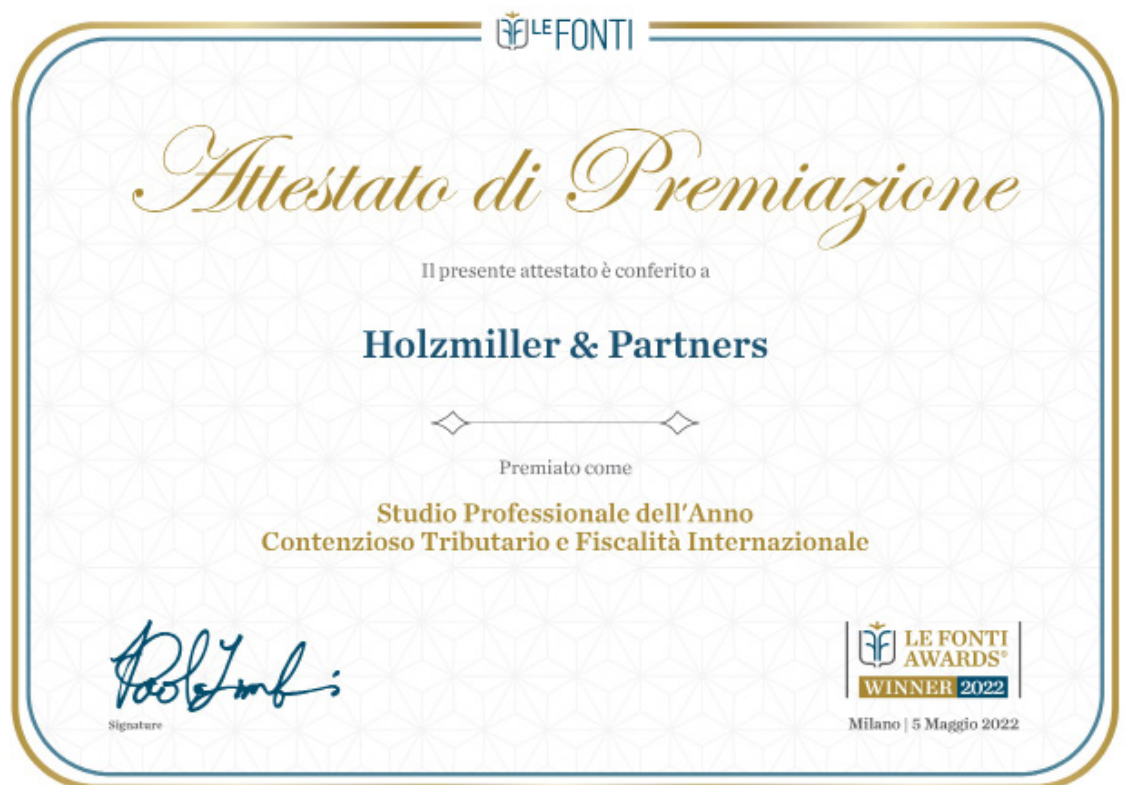 LE FONTI
Attestato di Premiazione
Il presente attestato è conferito a
Holzmiller & Partners
Premiato come
Studio Professionale dell'Anno
Contenzioso Tributario e Fiscalità Internazionale
Signature
LE FONTI
AWARDS®
WINNER 2022
Milano | 5 Maggio 2022